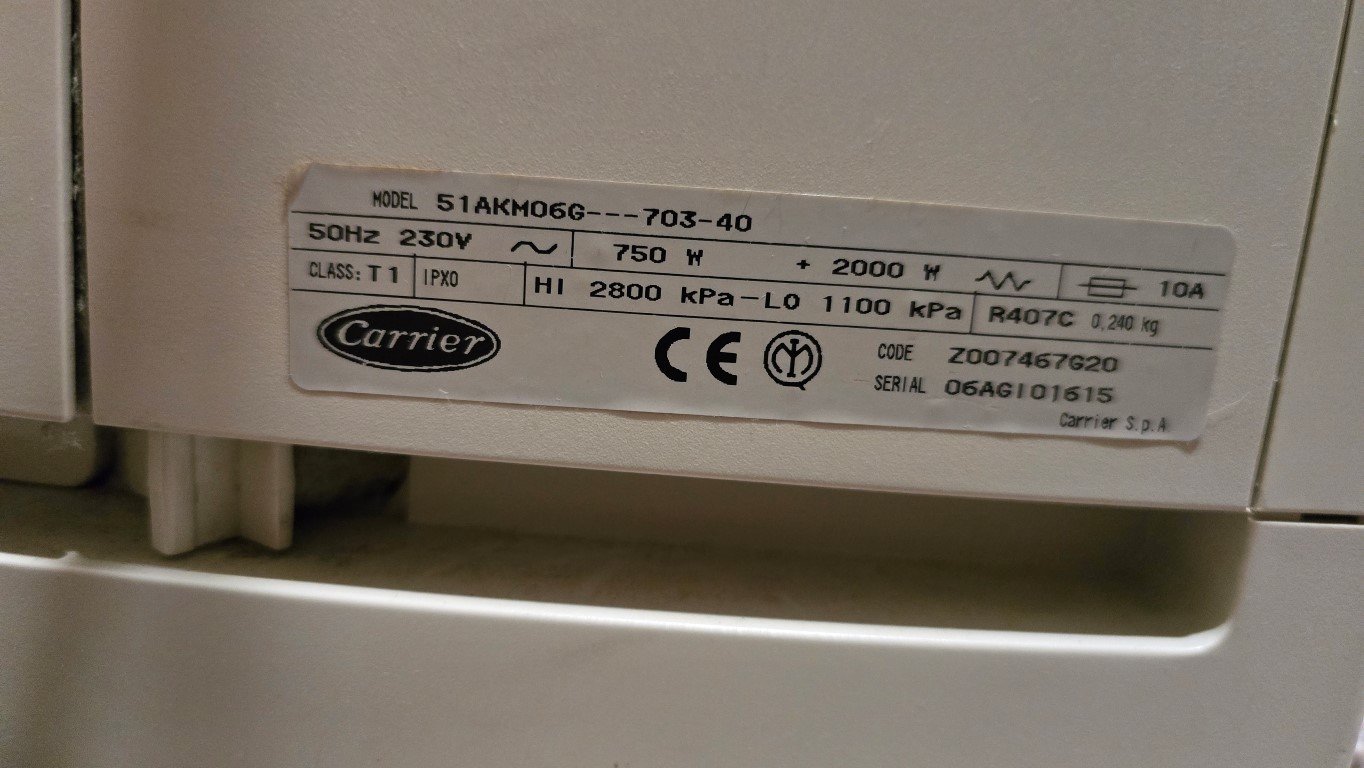 MODEL 51AKM06G---703-40
50Hz 230V 750 W + 2000 W 10A
CLASS: T1 IPX0 HI 2800 kPa-LO 1100 kPa R407C 0,240 kg
Carrier CE CODE Z007467G20
SERIAL 06AG101615
Carrier S.p.A